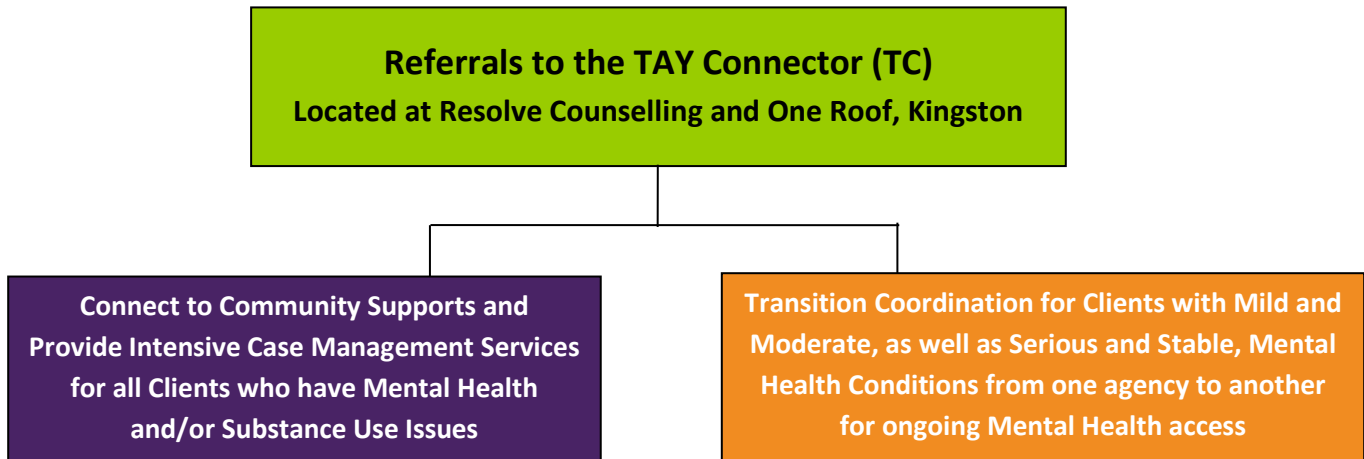 Referrals to the TAY Connector (TC)
Located at Resolve Counselling and One Roof, Kingston
Connect to Community Supports and
Provide Intensive Case Management Services
for all Clients who have Mental Health
and/or Substance Use Issues
Transition Coordination for Clients with Mild and
Moderate, as well as Serious and Stable, Mental
Health Conditions from one agency to another
for ongoing Mental Health access